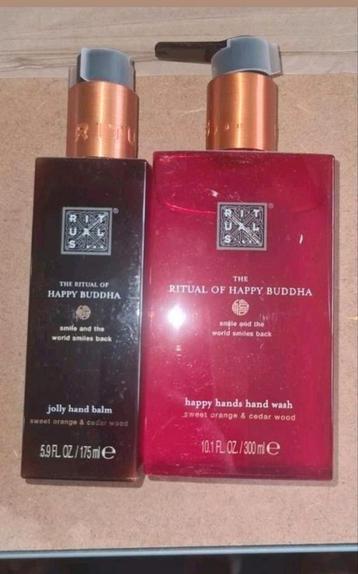 RITU
RIT
UAL
S...
®
THE RITUAL OF
HAPPY BUDDHA
smile and the
world smiles back
jolly hand balm
sweet orange & cedar wood
5.9 FL. OZ. / 175 ml ℮
RIT
UAL
S...
®
THE
RITUAL OF HAPPY BUDDHA
smile and the
world smiles back
happy hands hand wash
sweet orange & cedar wood
10.1 FL. OZ. / 300 ml ℮